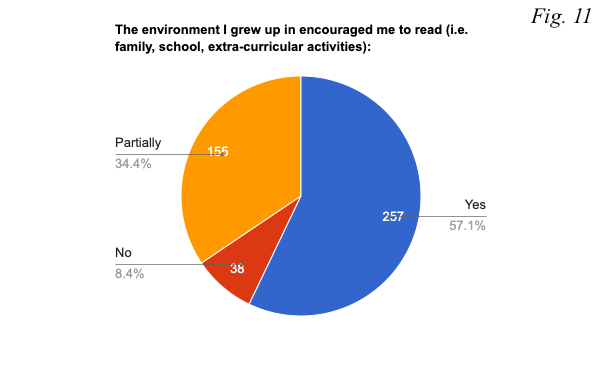 Fig. 11
The environment I grew up in encouraged me to read (i.e.
family, school, extra-curricular activities):
Partially
34.4%
155
257
Yes
57.1%
No
8.4%
38